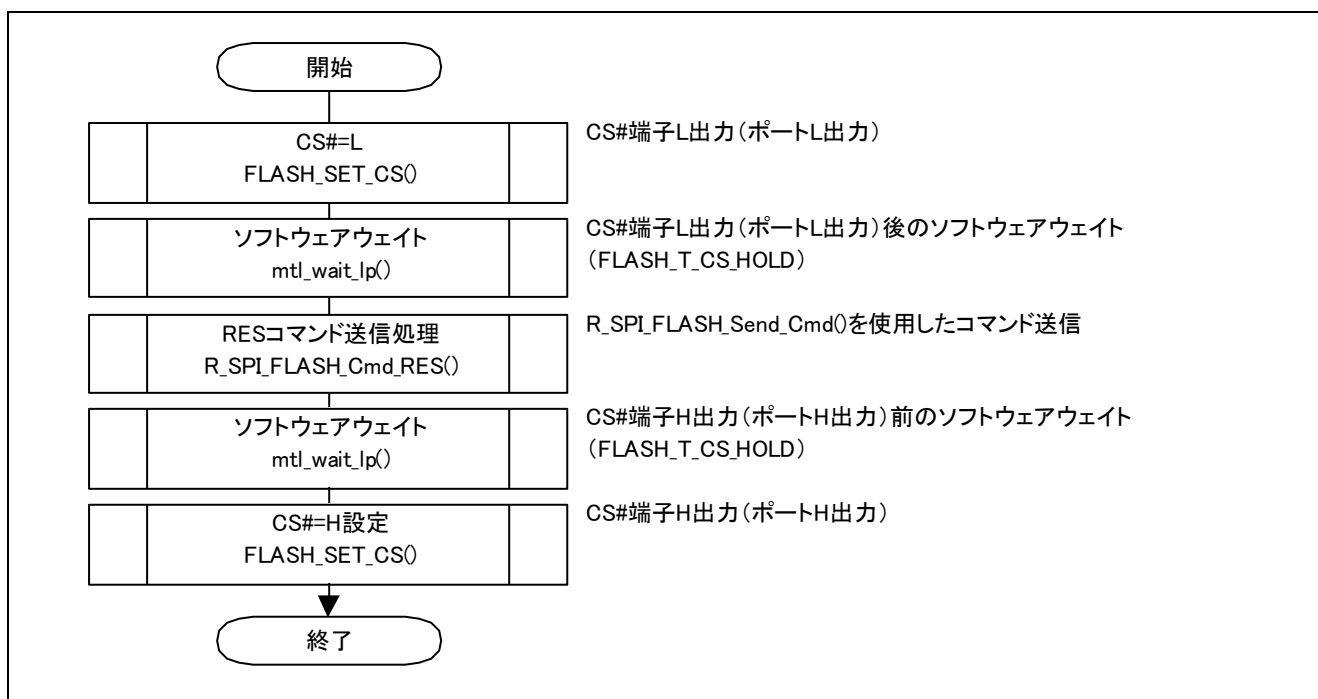 開始
CS#=L
FLASH_SET_CS()
CS#端子L出力(ポートL出力)
ソフトウェアウェイト
mtl_wait_lp()
CS#端子L出力(ポートL出力)後のソフトウェアウェイト
(FLASH_T_CS_HOLD)
RESコマンド送信処理
R_SPI_FLASH_Cmd_RES()
R_SPI_FLASH_Send_Cmd()を使用したコマンド送信
ソフトウェアウェイト
mtl_wait_lp()
CS#端子H出力(ポートH出力)前のソフトウェアウェイト
(FLASH_T_CS_HOLD)
CS#=H設定
FLASH_SET_CS()
CS#端子H出力(ポートH出力)
終了